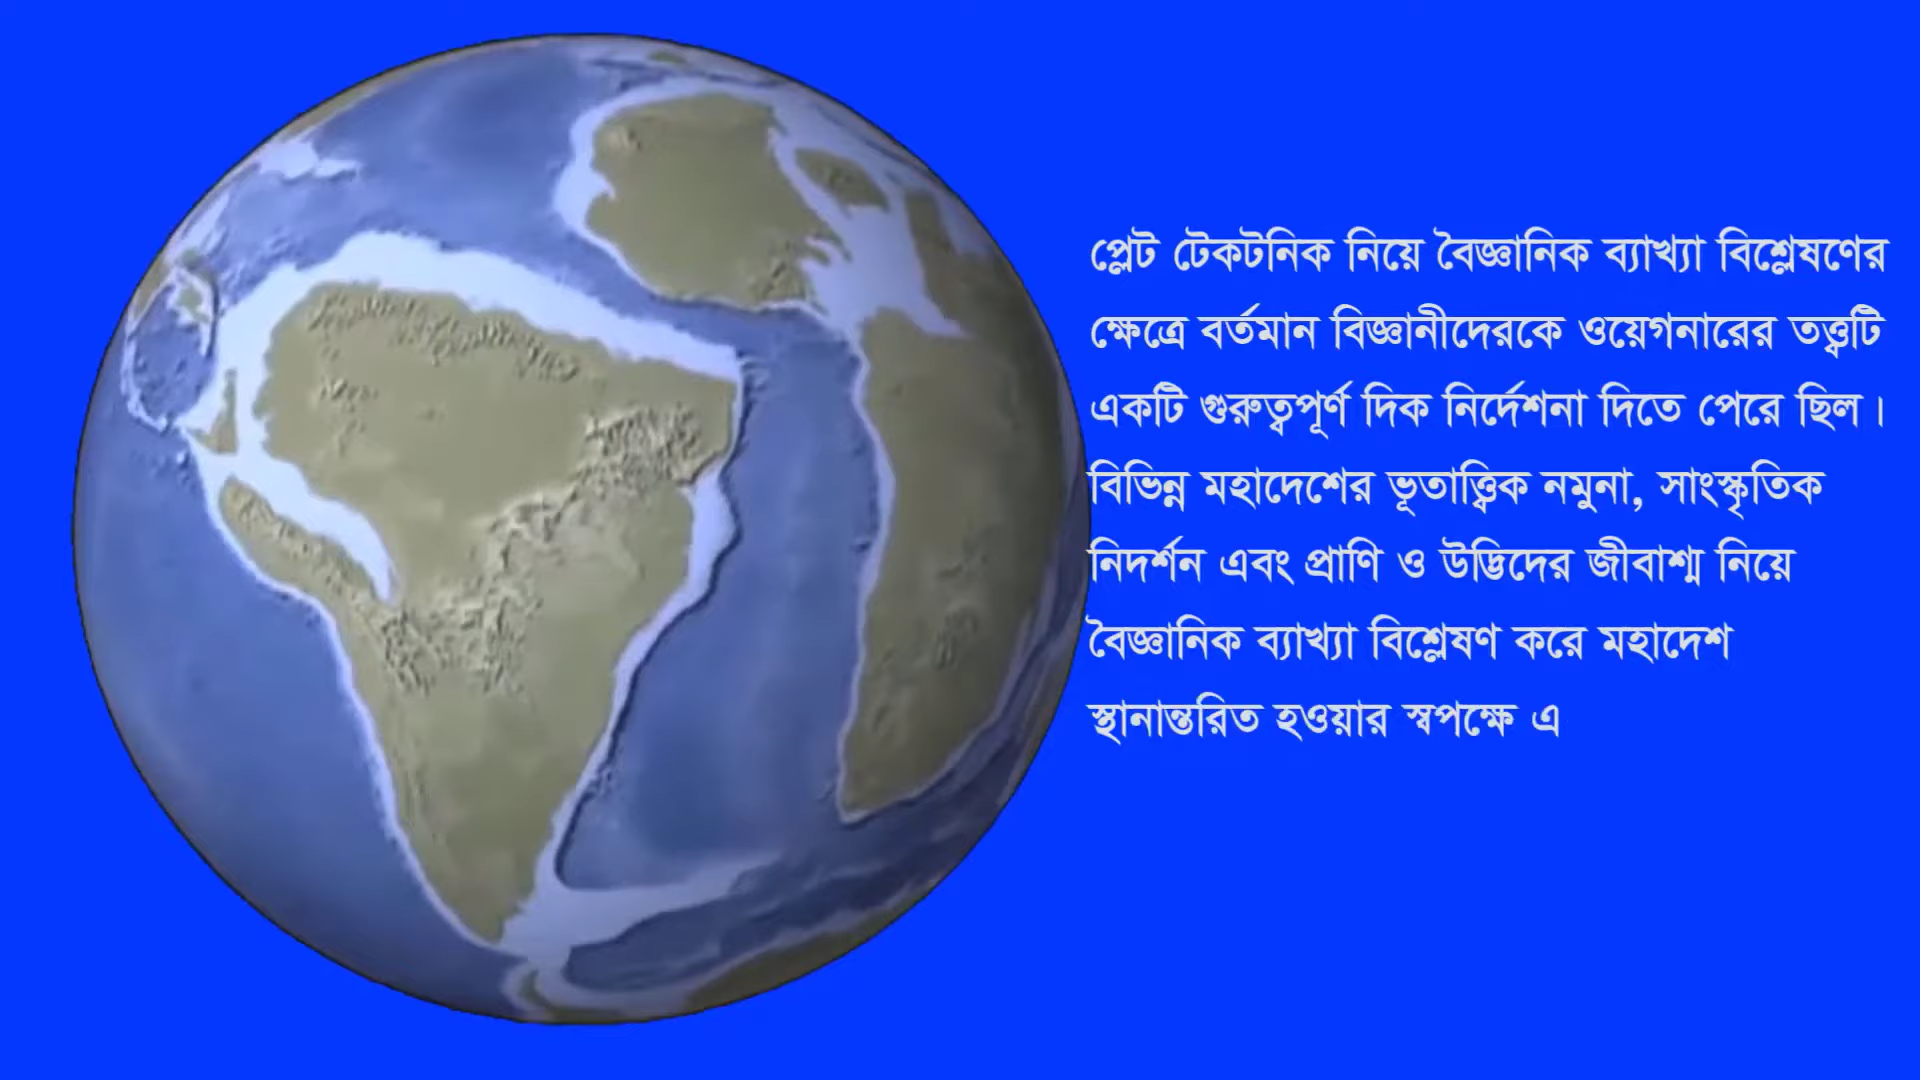 প্লেট টেকটনিক নিয়ে বৈজ্ঞানিক ব্যাখ্যা বিশ্লেষণের
ক্ষেত্রে বর্তমান বিজ্ঞানীদেরকে ওয়েগনারের তত্ত্বটি
একটি গুরুত্বপূর্ণ দিক নির্দেশনা দিতে পেরে ছিল।
বিভিন্ন মহাদেশের ভূতাত্ত্বিক নমুনা, সাংস্কৃতিক
নিদর্শন এবং প্রাণি ও উদ্ভিদের জীবাশ্ম নিয়ে
বৈজ্ঞানিক ব্যাখ্যা বিশ্লেষণ করে মহাদেশ
স্থানান্তরিত হওয়ার স্বপক্ষে এ